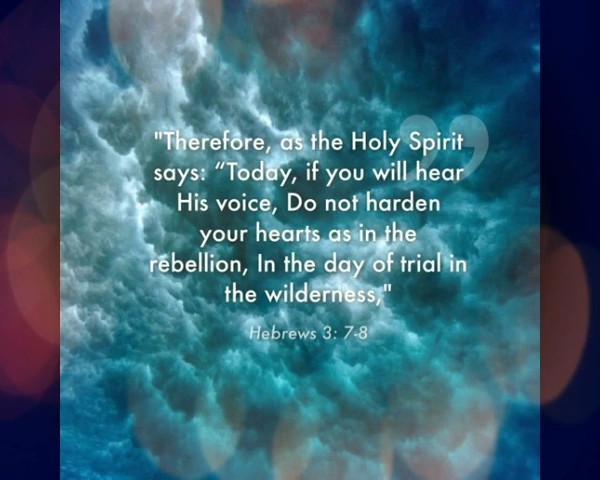 "Therefore, as the Holy Spirit
says: “Today, if you will hear
His voice, Do not harden
your hearts as in the
rebellion, In the day of trial in
the wilderness,"
Hebrews 3: 7-8